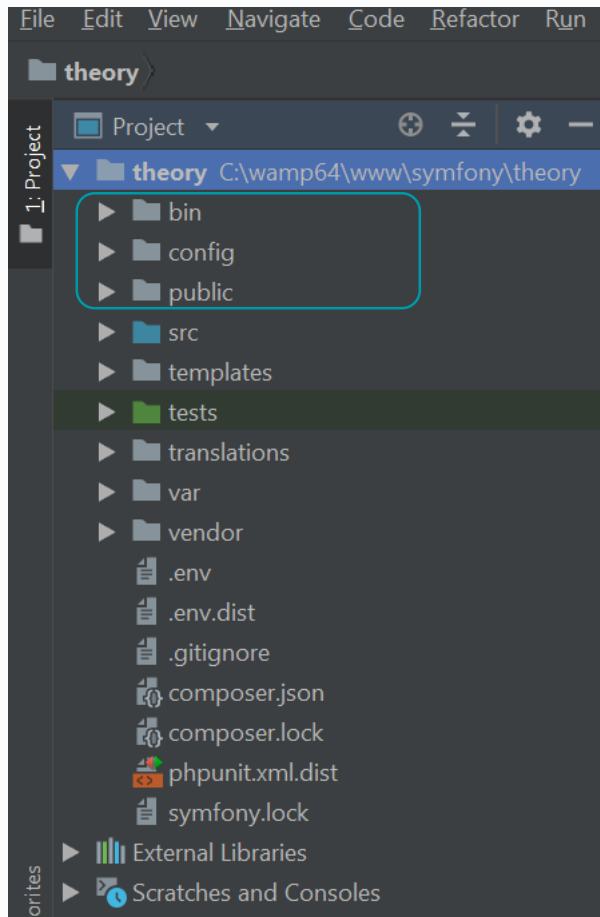 File Edit View Navigate Code Refactor Run
theory
Project
1: Project
theory C:\wamp64\www\symfony\theory
bin
config
public
src
templates
tests
translations
var
vendor
.env
.env.dist
.gitignore
composer.json
composer.lock
phpunit.xml.dist
symfony.lock
External Libraries
Scratches and Consoles
orites